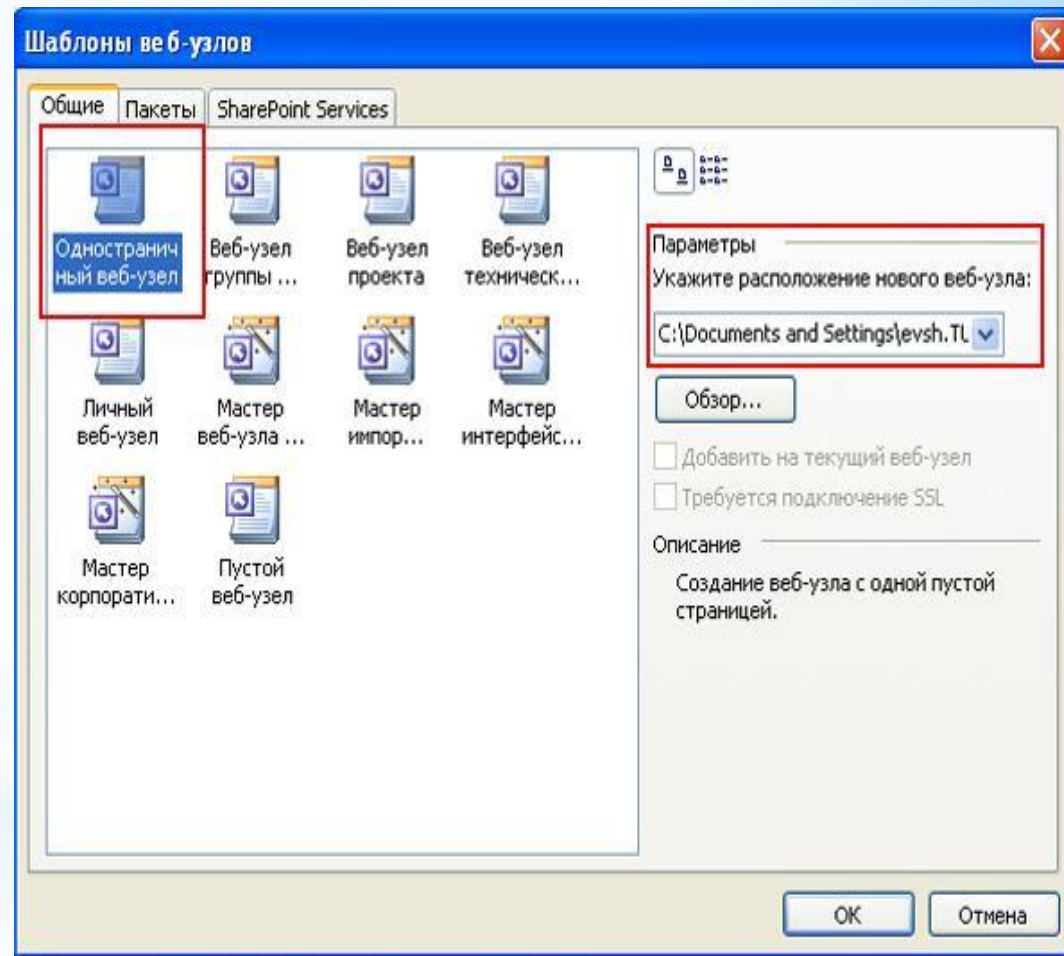 Шаблоны веб-узлов
Общие Пакеты SharePoint Services
Одностранич
ный веб-узел
Веб-узел
группы ...
Веб-узел
проекта
Веб-узел
техническ...
Личный
веб-узел
Мастер
веб-узла ...
Мастер
импор...
Мастер
интерфейс...
Мастер
корпорати...
Пустой
веб-узел
Параметры
Укажите расположение нового веб-узла:
C:\Documents and Settings\evsh.TU
Обзор...
Добавить на текущий веб-узел
Требуется подключение SSL
Описание
Создание веб-узла с одной пустой
страницей.
ОК Отмена